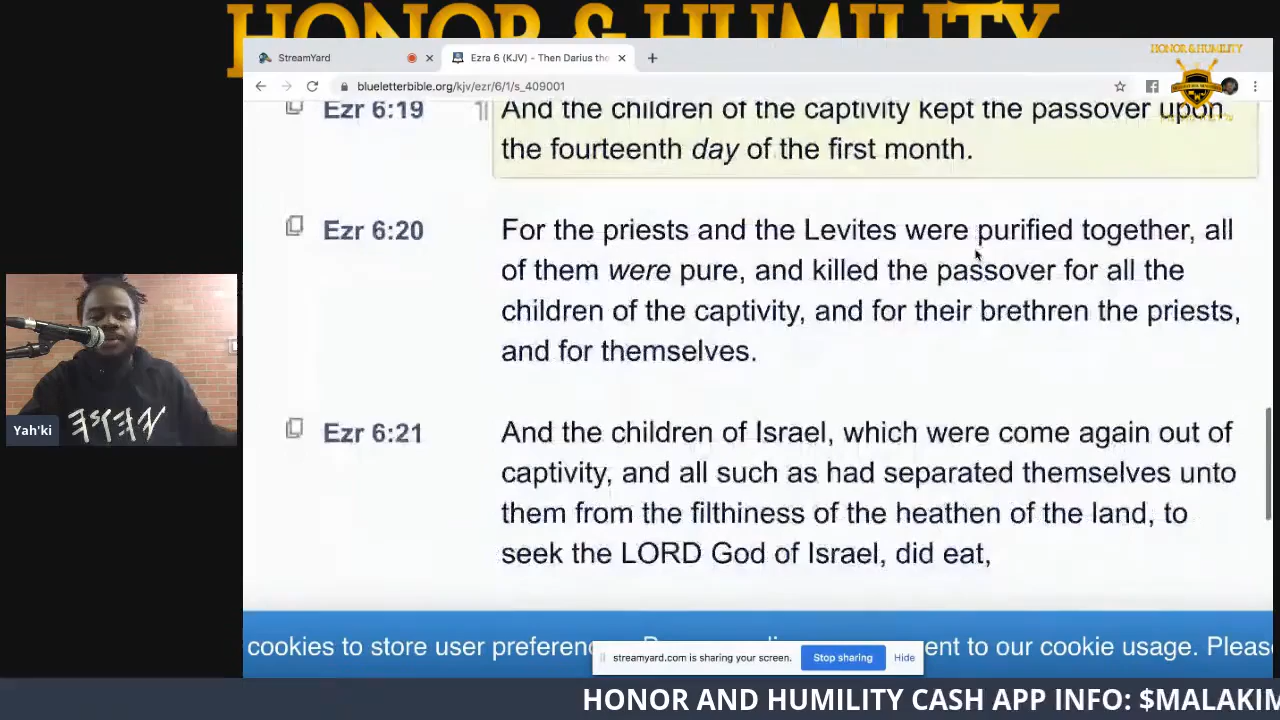 HONOR & HUMILITY
StreamYard
Ezra 6 (KJV) - Then Darius the
HONOR & HUMILITY
blueletterbible.org/kjv/ezr/6/1/s_409001
Ezr 6:19
And the children of the captivity kept the passover upon
the fourteenth day of the first month.
Ezr 6:20
For the priests and the Levites were purified together, all
of them were pure, and killed the passover for all the
children of the captivity, and for their brethren the priests,
and for themselves.
Ezr 6:21
And the children of Israel, which were come again out of
captivity, and all such as had separated themselves unto
them from the filthiness of the heathen of the land, to
seek the LORD God of Israel, did eat,
Yah'ki
cookies to store user preferenc
ent to our cookie usage. Please
streamyard.com is sharing your screen.
Stop sharing
Hide
HONOR AND HUMILITY CASH APP INFO: $MALAKIM